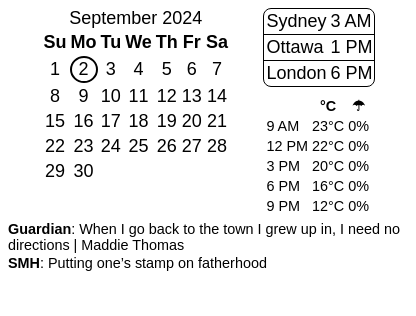 September 2024
Su Mo Tu We Th Fr Sa
1 2 3 4 5 6 7
8 9 10 11 12 13 14
15 16 17 18 19 20 21
22 23 24 25 26 27 28
29 30
Sydney 3 AM
Ottawa 1 PM
London 6 PM
°C ☂
9 AM 23°C 0%
12 PM 22°C 0%
3 PM 20°C 0%
6 PM 16°C 0%
9 PM 12°C 0%
Guardian: When I go back to the town I grew up in, I need no
directions | Maddie Thomas
SMH: Putting one’s stamp on fatherhood